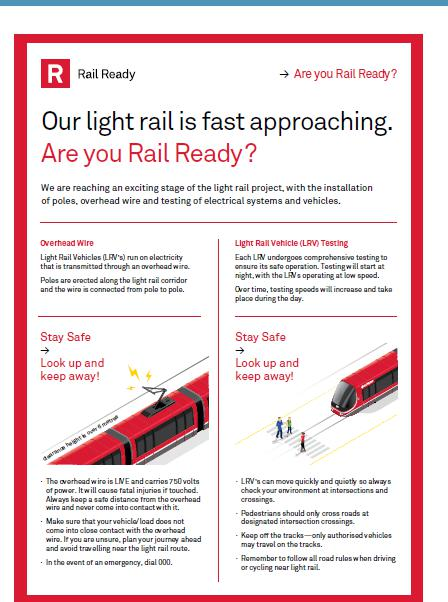 R Rail Ready
→ Are you Rail Ready?
Our light rail is fast approaching.
Are you Rail Ready?
We are reaching an exciting stage of the light rail project, with the installation
of poles, overhead wire and testing of electrical systems and vehicles.
Overhead Wire
Light Rail Vehicles (LRV's) run on electricity
that is transmitted through an overhead wire.
Poles are erected along the light rail corridor
and the wire is connected from pole to pole.
Stay Safe
→
Look up and
keep away!
clearance height is over 5 metres
· The overhead wire is LIVE and carries 750 volts
of power. It will cause fatal injuries if touched.
Always keep a safe distance from the overhead
wire and never come into contact with it.
· Make sure that your vehicle/load does not
come into close contact with the overhead
wire. If you are unsure, plan your journey ahead
and avoid travelling near the light rail route.
· In the event of an emergency, dial 000.
Light Rail Vehicle (LRV) Testing
Each LRV undergoes comprehensive testing to
ensure its safe operation. Testing will start at
night, with the LRVs operating at low speed.
Over time, testing speeds will increase and take
place during the day.
Stay Safe
→
Look up and
keep away!
· LRV's can move quickly and quietly so always
check your environment at intersections and
crossings.
· Pedestrians should only cross roads at
designated intersection crossings.
· Keep off the tracks—only authorised vehicles
may travel on the tracks.
· Remember to follow all road rules when driving
or cycling near light rail.